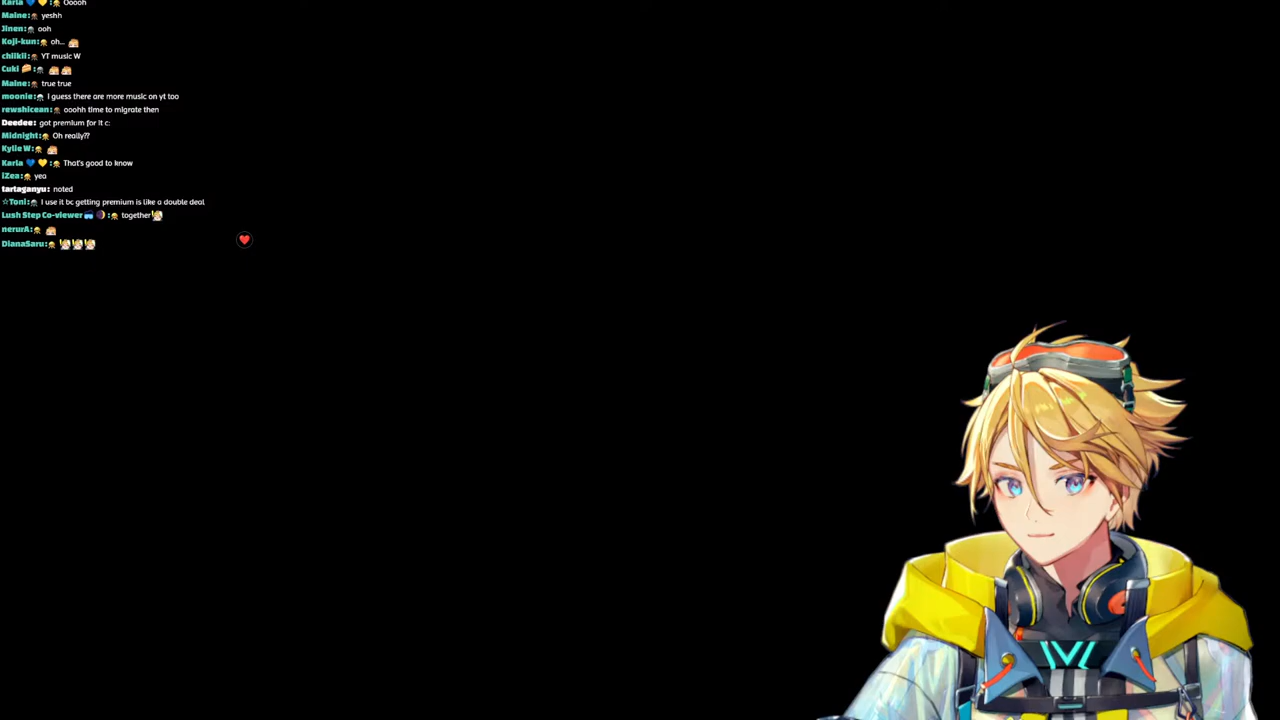 Karla: Ooooh
Maine: yeshh
Jinen: ooh
Koji-kun: oh...
chiikii: YT music W
Cuki:
Maine: true true
moonie: I guess there are more music on yt too
rewshicean: ooohh time to migrate then
Deedee: got premium for it c:
Midnight: Oh really??
Kylie W:
Karla: That's good to know
iZea: yea
tartaganyu: noted
☆Toni: I use it bc getting premium is like a double deal
Lush Step Co-viewer: together
nerurA:
DianaSaru: